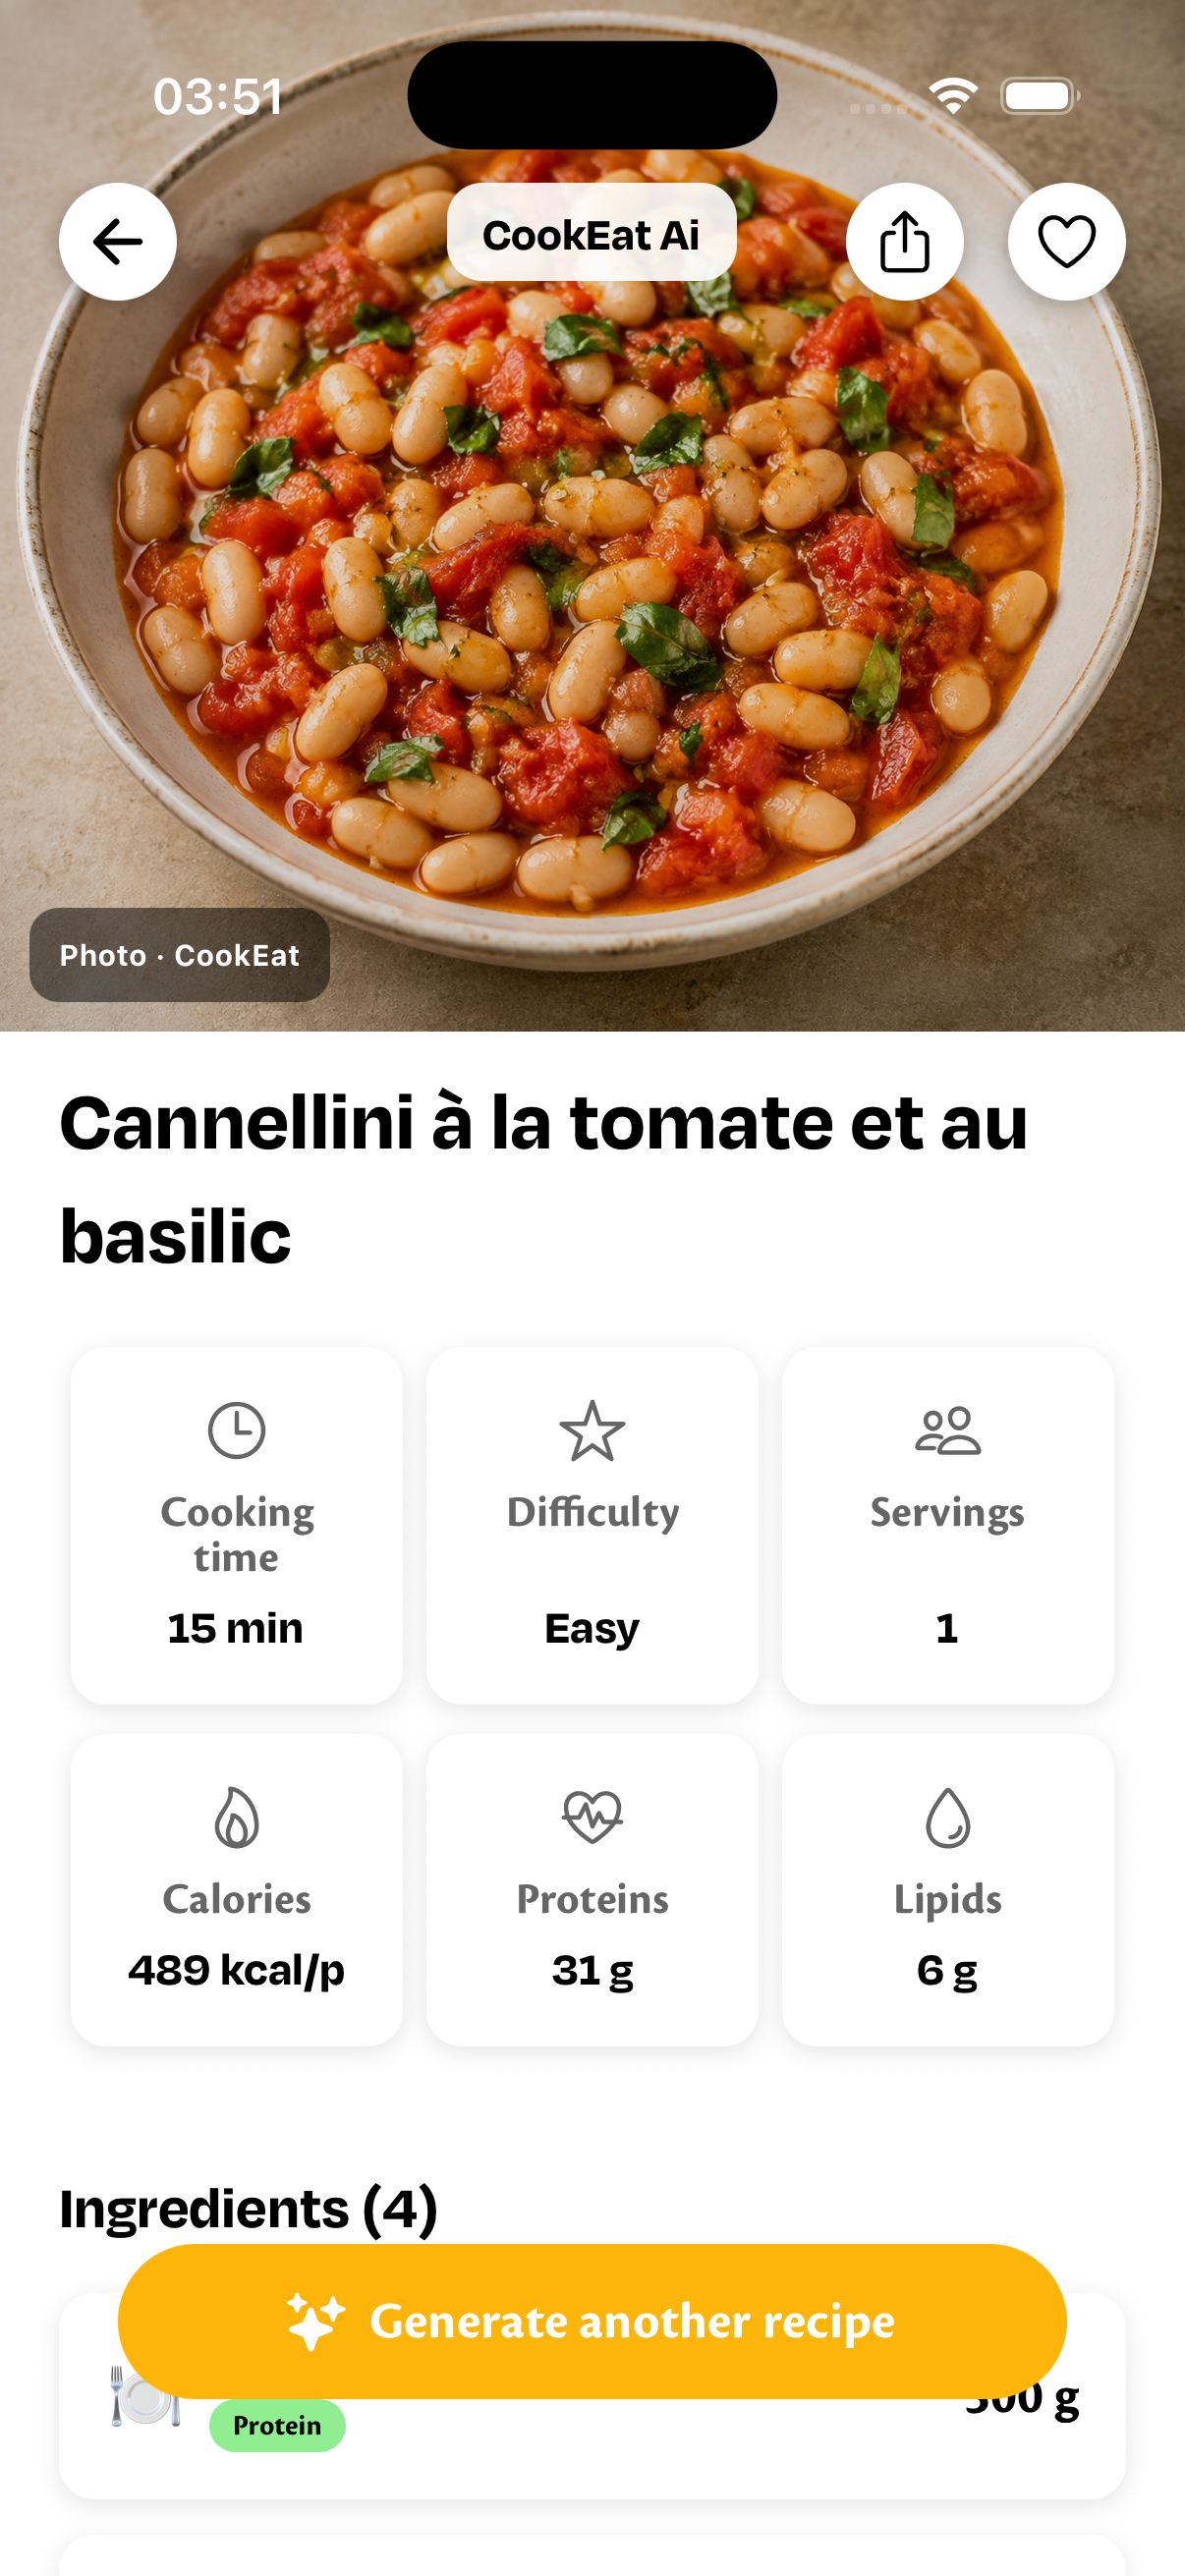 03:51
CookEat Ai
Photo · CookEat
Cannellini à la tomate et au
basilic
Cooking
time
15 min
Difficulty
Easy
Servings
1
Calories
489 kcal/p
Proteins
31 g
Lipids
6 g
Ingredients (4)
Generate another recipe
Protein
g